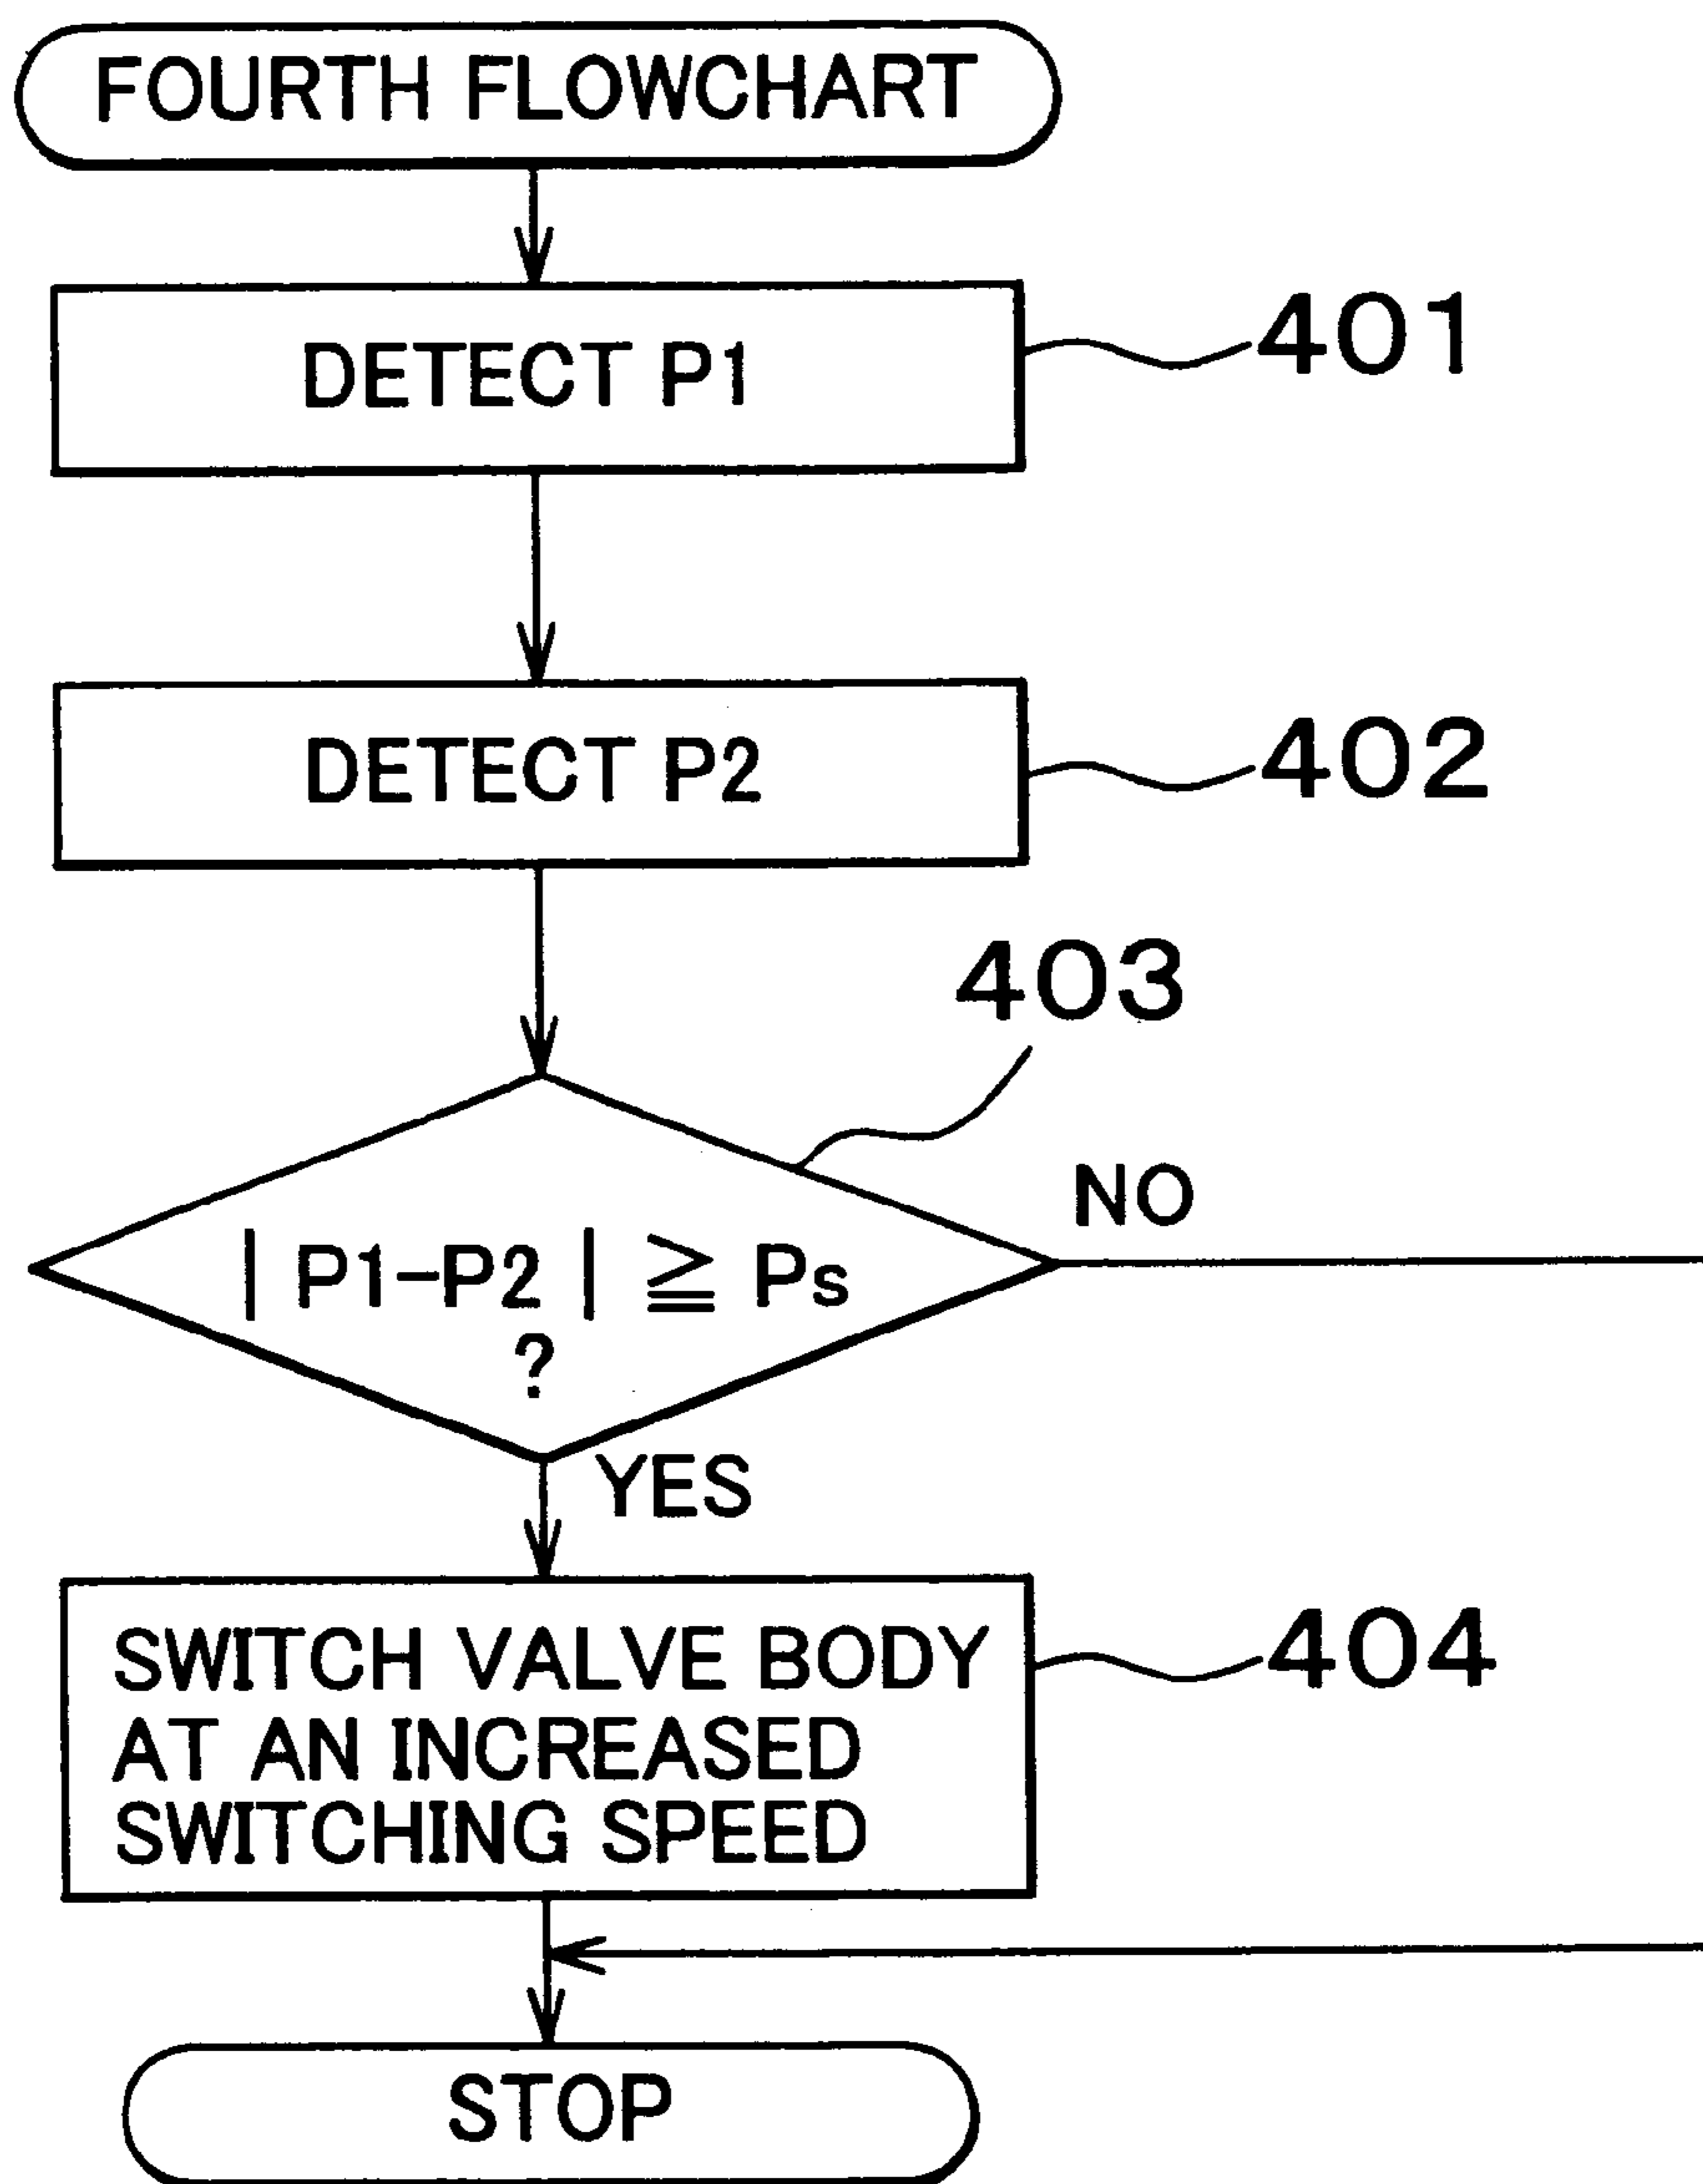 FOURTH FLOWCHART
DETECT P1
401
DETECT P2
402
403
NO
| P1-P2 | ≧ Ps
?
YES
SWITCH VALVE BODY
AT AN INCREASED
SWITCHING SPEED
404
STOP